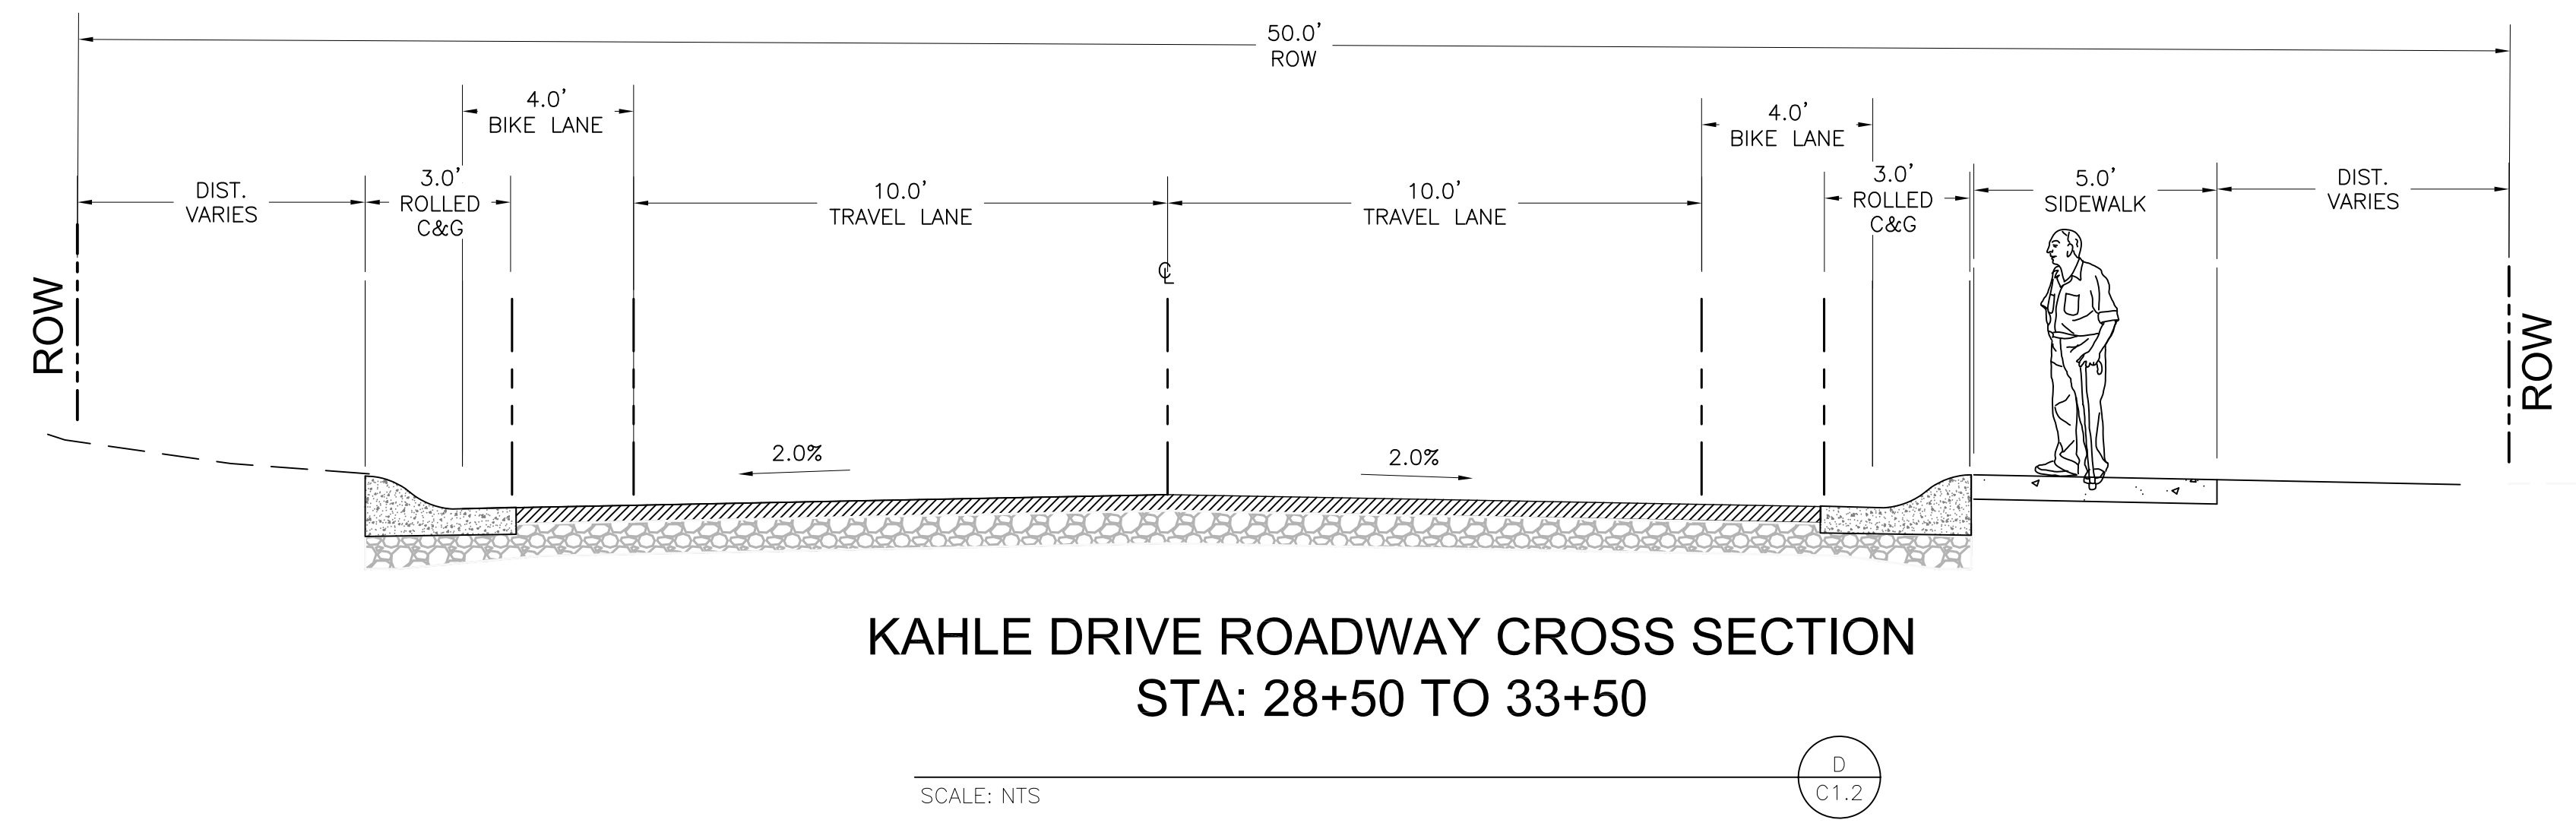 50.0'
ROW
4.0'
BIKE LANE
4.0'
BIKE LANE
DIST.
VARIES
3.0'
ROLLED
C&G
10.0'
TRAVEL LANE
10.0'
TRAVEL LANE
3.0'
ROLLED
C&G
5.0'
SIDEWALK
DIST.
VARIES
℄
ROW
ROW
2.0%
2.0%
KAHLE DRIVE ROADWAY CROSS SECTION
STA: 28+50 TO 33+50
D
SCALE: NTS
C1.2